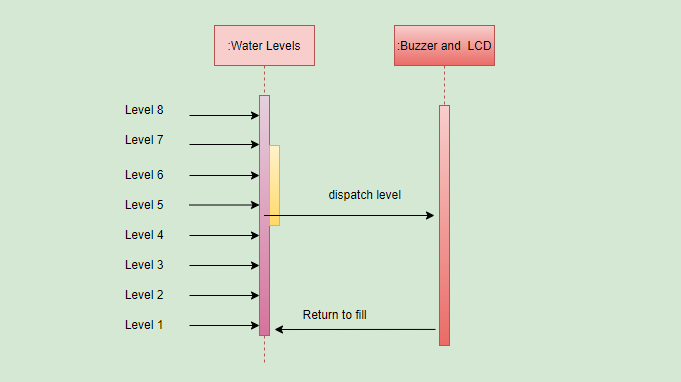 :Water Levels
:Buzzer and  LCD
Level 8
Level 7
Level 6
Level 5
dispatch level
Level 4
Level 3
Level 2
Return to fill
Level 1